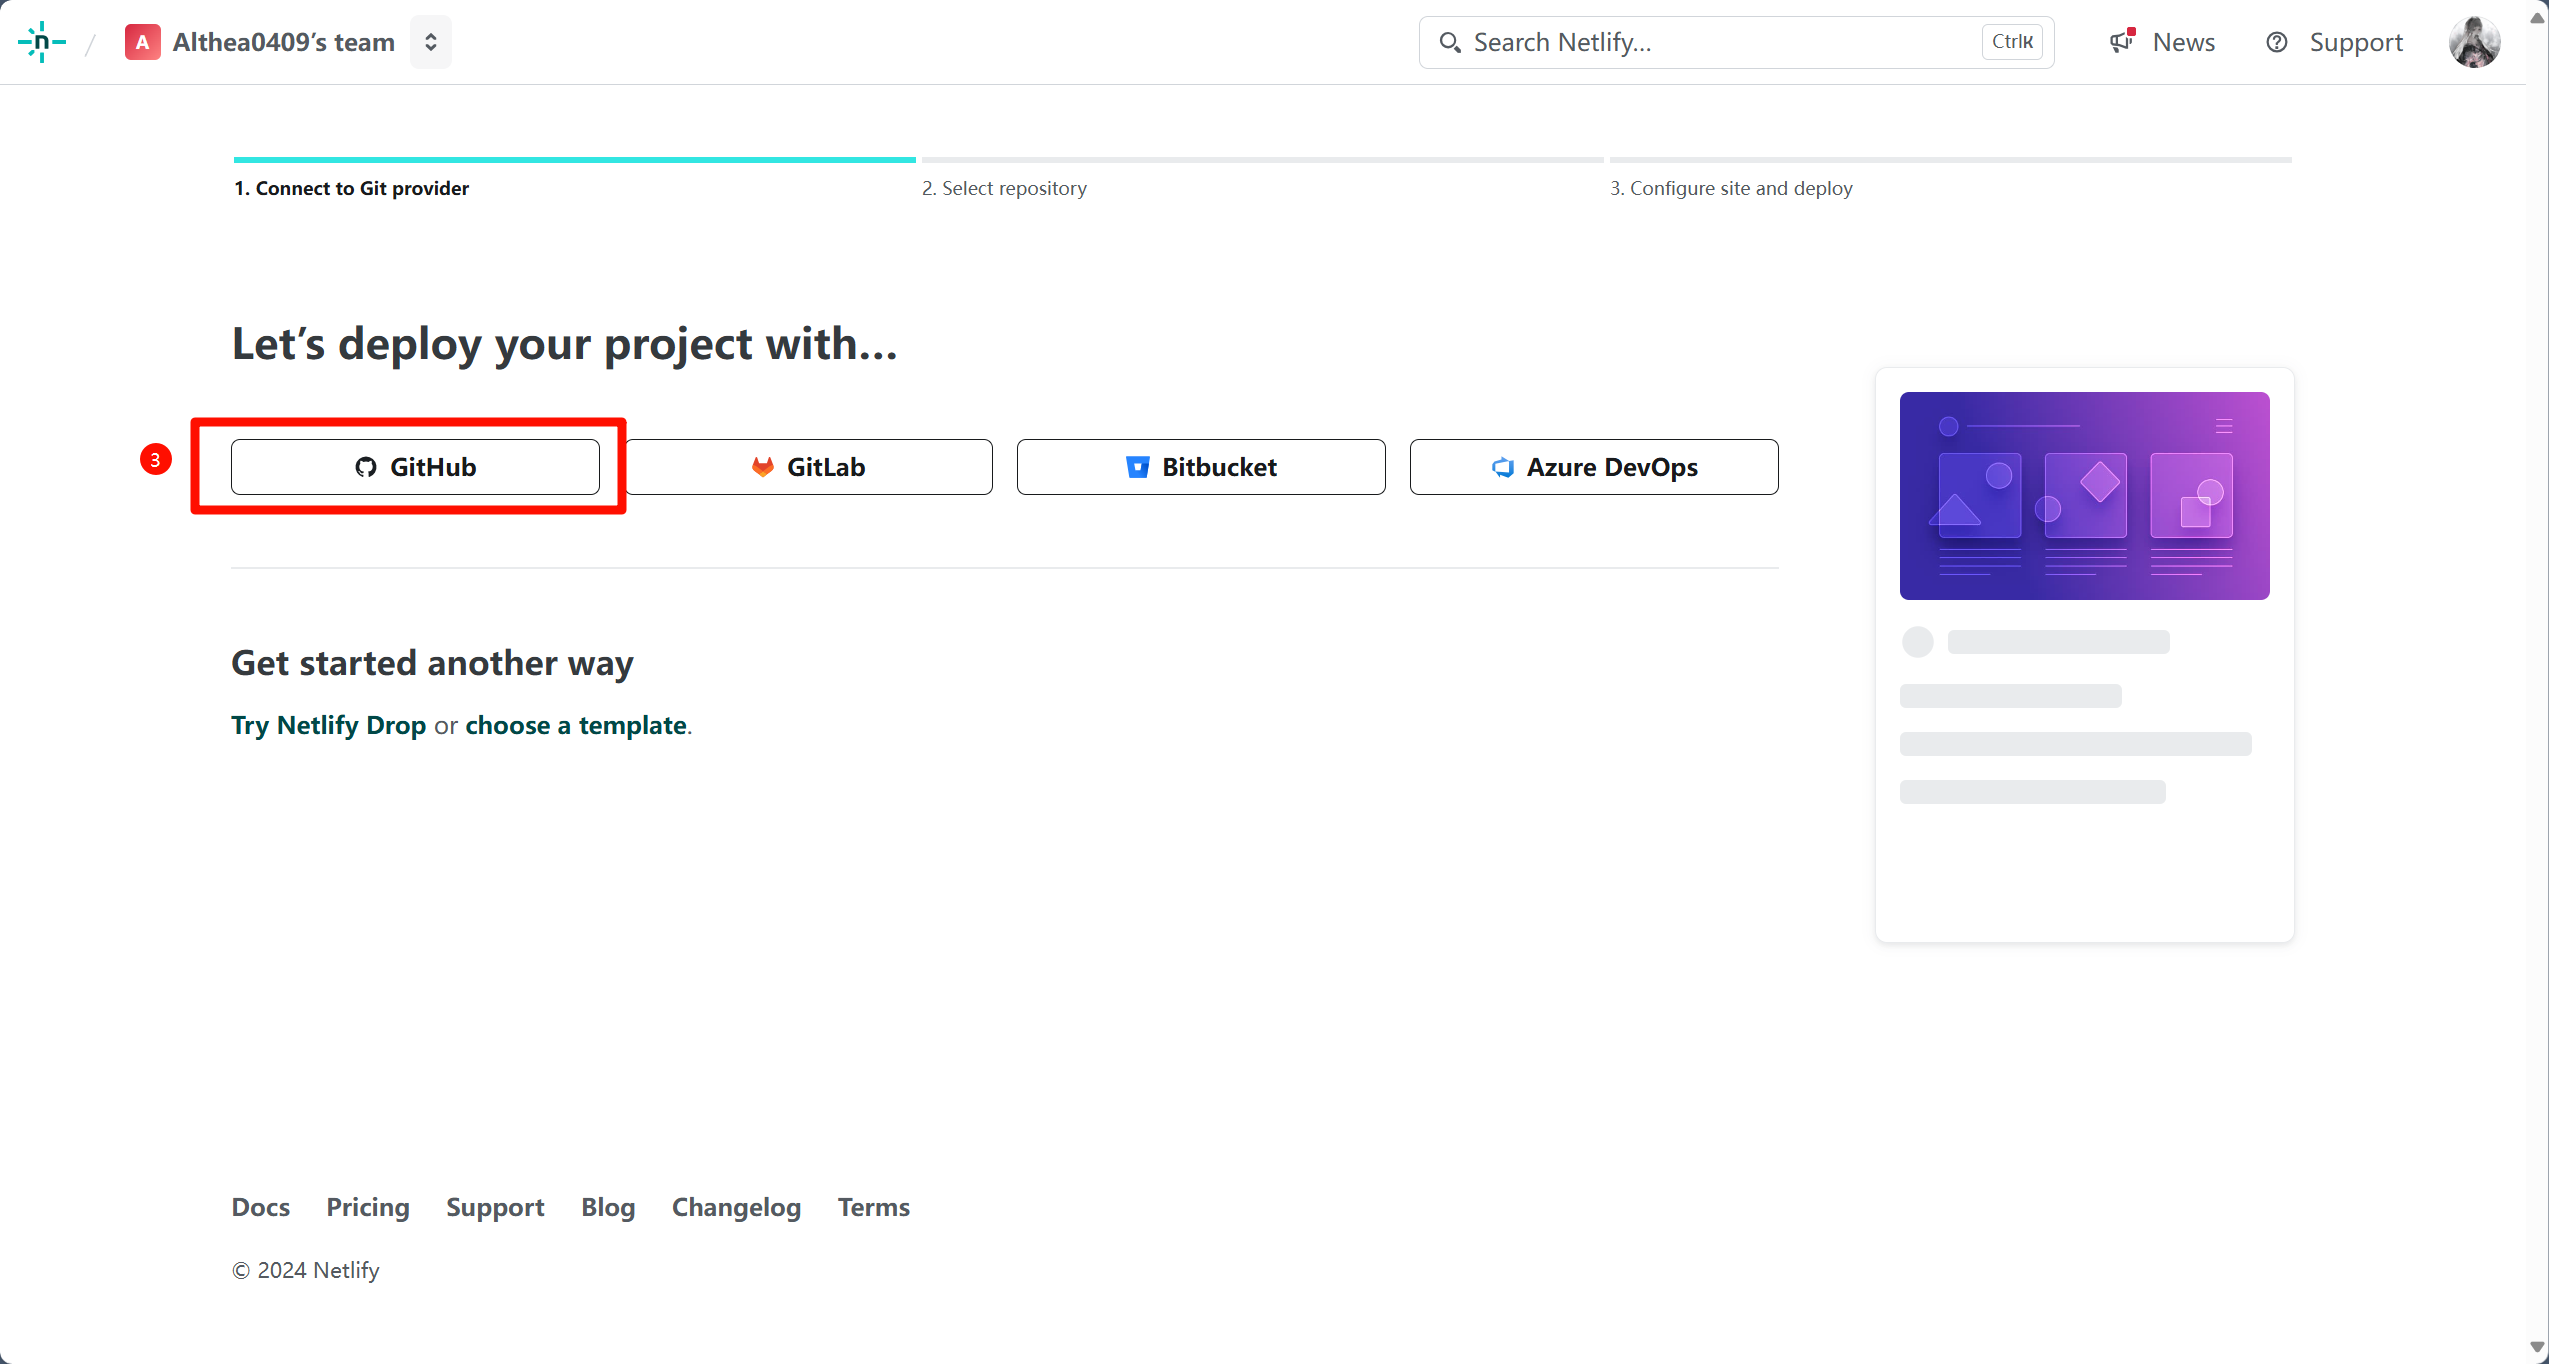 n / A Althea0409’s team
Search Netlify... CtrlK
News
Support
1. Connect to Git provider
2. Select repository
3. Configure site and deploy
Let’s deploy your project with…
3
GitHub
GitLab
Bitbucket
Azure DevOps
Get started another way
Try Netlify Drop or choose a template.
Docs Pricing Support Blog Changelog Terms
© 2024 Netlify